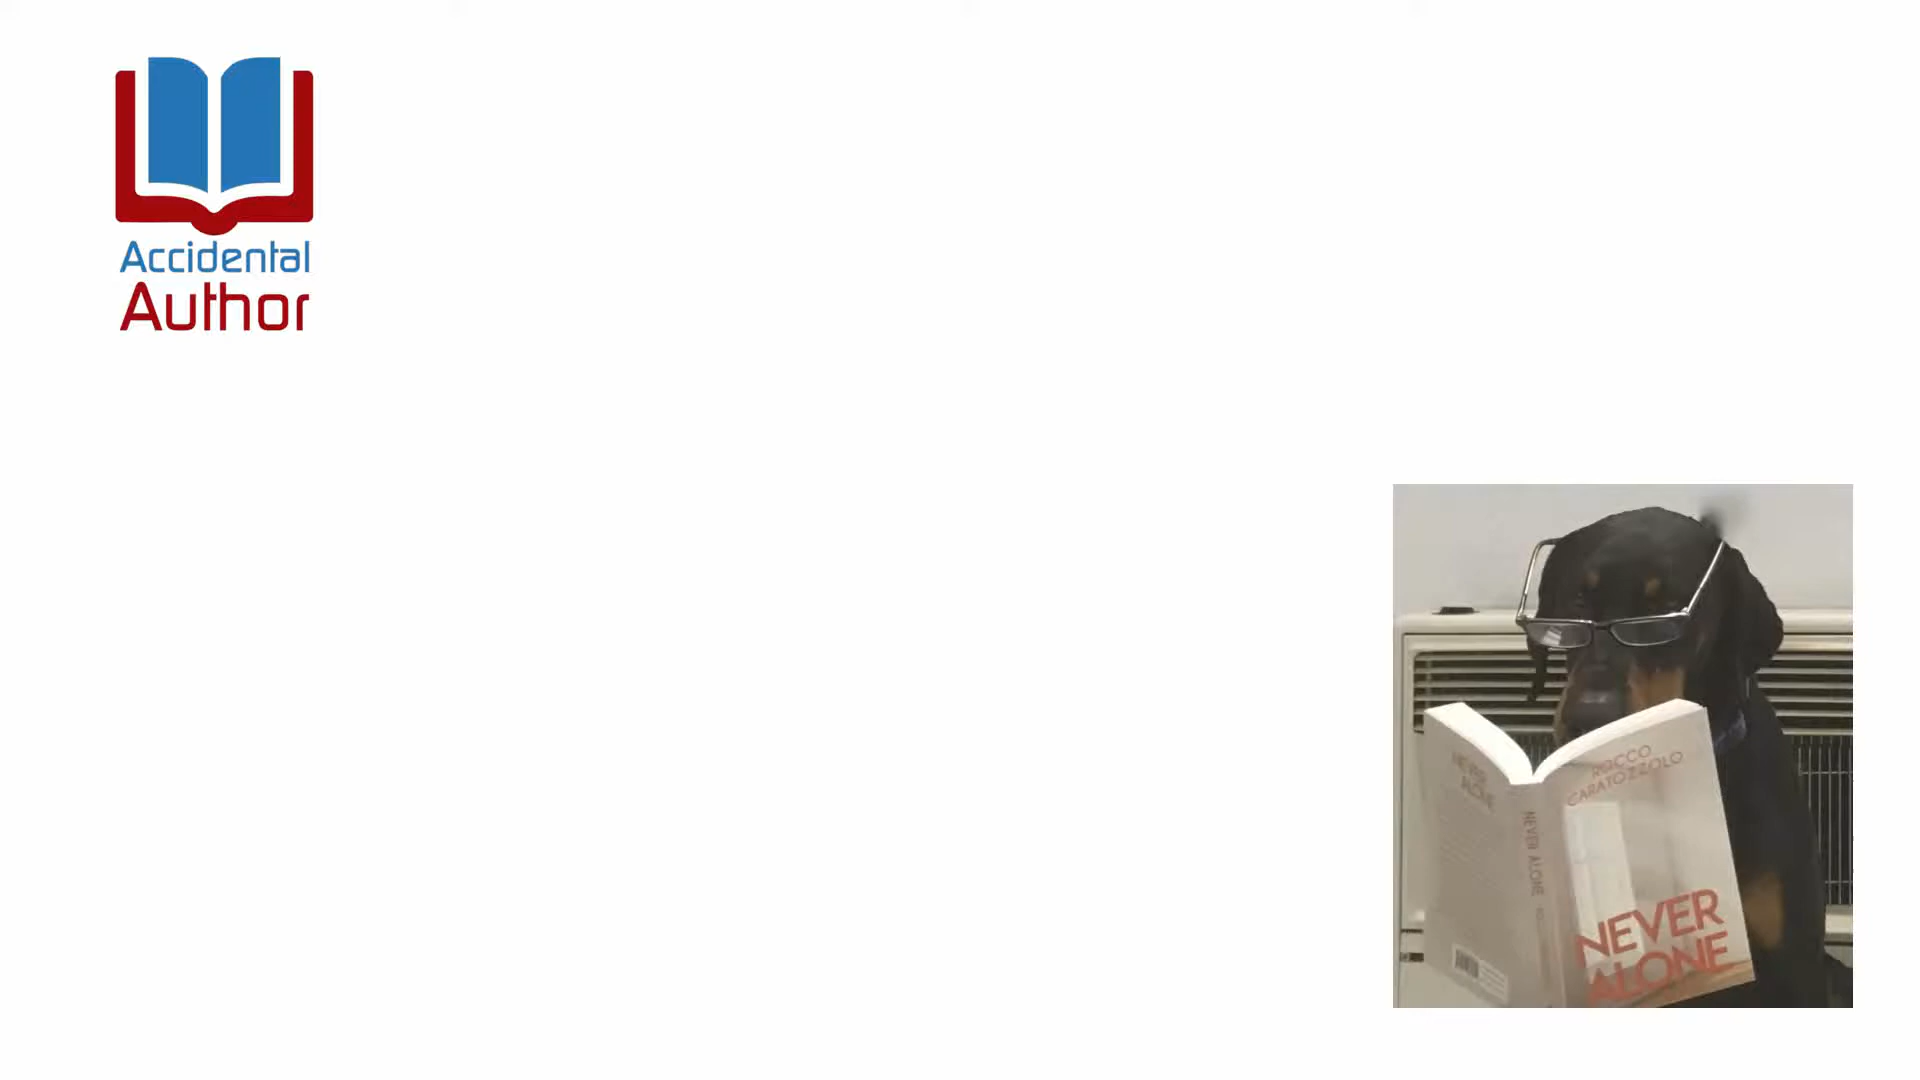 Accidental
Author
NEVER
ALONE
NEVER ALONE
ROCCO
CARATOZZOLO
NEVER
ALONE